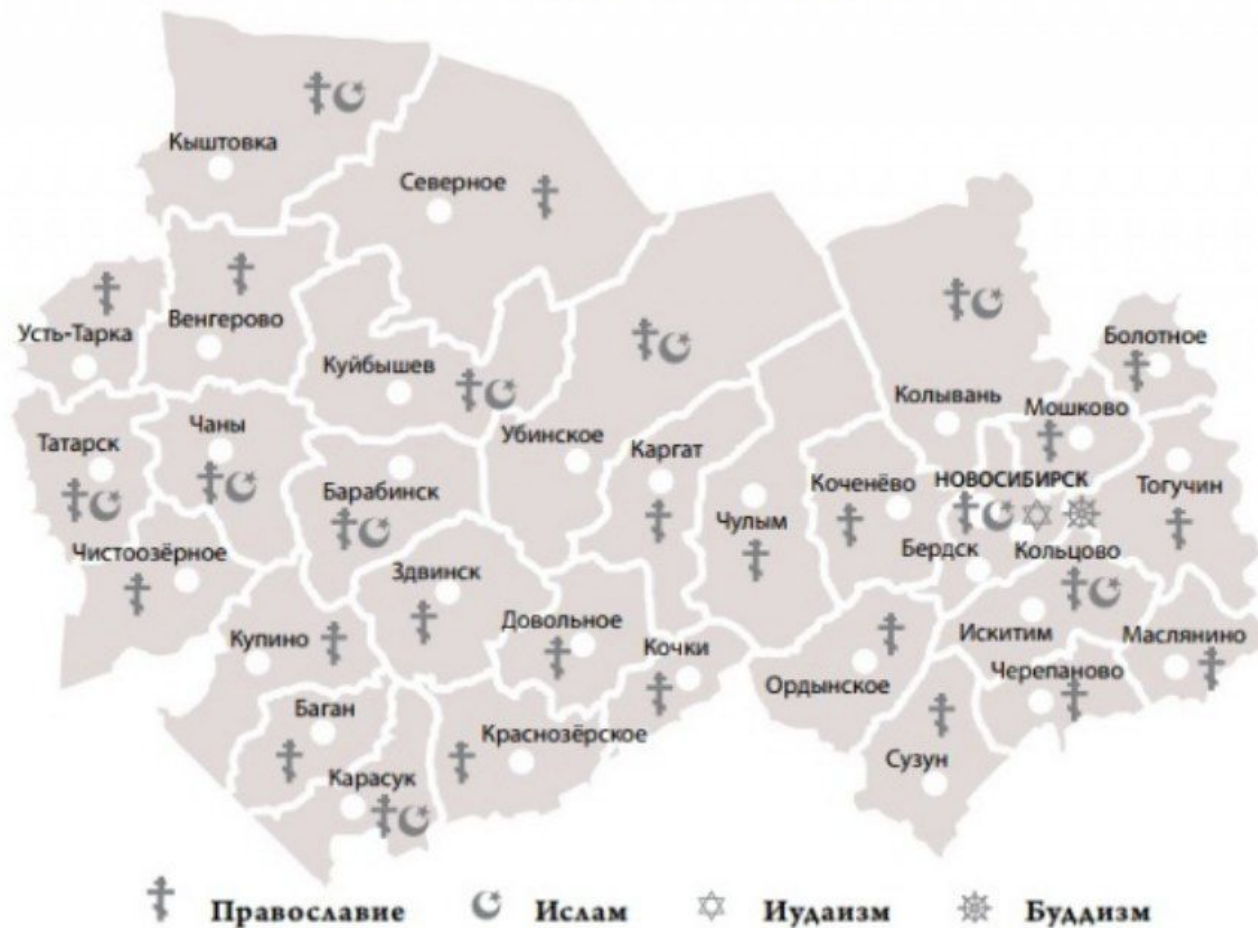 Кыштовка
Северное
Усть-Тарка
Венгерово
Куйбышев
Болотное
Колывань
Мошково
Татарск
Чаны
Убинское
Каргат
Барабинск
Коченёво
НОВОСИБИРСК
Тогучин
Чулым
Чистоозёрное
Бердск
Кольцово
Здвинск
Довольное
Купино
Кочки
Искитим
Маслянино
Ордынское
Черепаново
Баган
Краснозёрское
Карасук
Сузун
Православие
Ислам
Иудаизм
Буддизм